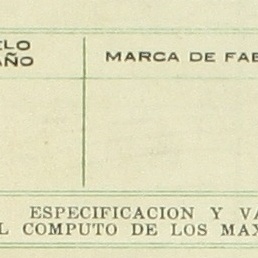 ELO
AÑO
MARCA DE FAB
ESPECIFICACION Y VA
L COMPUTO DE LOS MAX